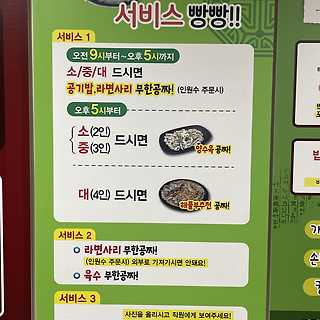 서비스 빵빵!!
서비스 1
오전 9시부터~오후 5시까지
소/중/대 드시면
공기밥,라면사리 무한공짜! (인원수 주문시)
오후 5시부터
소(2인) 드시면
중(3인)
탕수육 공짜!
대(4인) 드시면
해물부추전 공짜!
서비스 2
라면사리 무한공짜!
(인원수 주문시) 외부로 가져가시면 안돼요!
육수 무한공짜!
서비스 3
사진을 올리시고 직원에게 보여주세요!